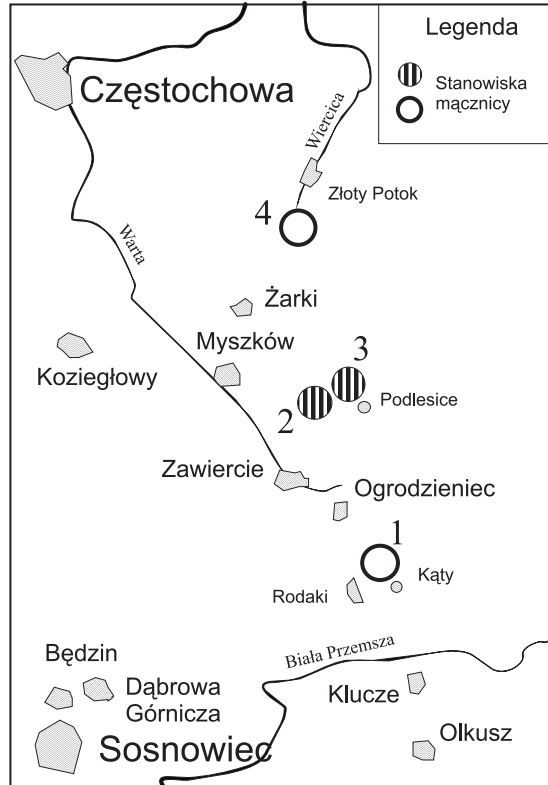 Legenda
Stanowiska
mącznicy
Częstochowa
Wiercica
Złoty Potok
4
Warta
Żarki
Myszków
3
Koziegłowy
Podlesice
2
Zawiercie
Ogrodzieniec
1
Kąty
Rodaki
Biała Przemsza
Będzin
Dąbrowa
Górnicza
Klucze
Sosnowiec
Olkusz